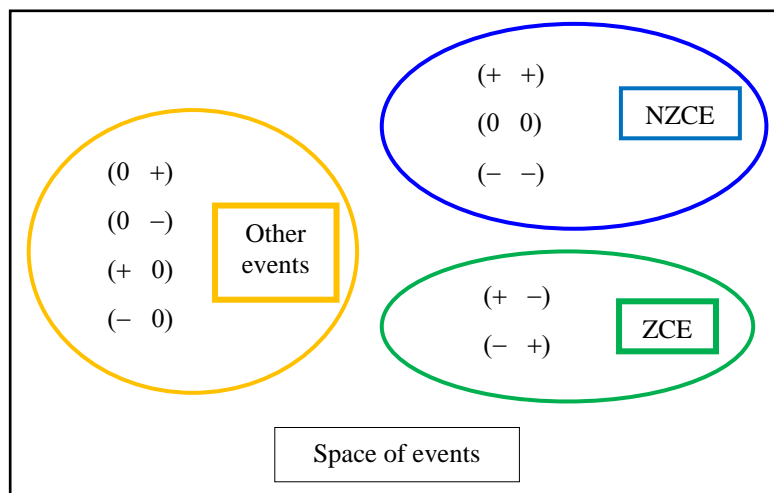 (0 +)
(0 −)
(+ 0)
(− 0)
Other
events
(+ +)
(0 0)
(− −)
NZCE
(+ −)
(− +)
ZCE
Space of events